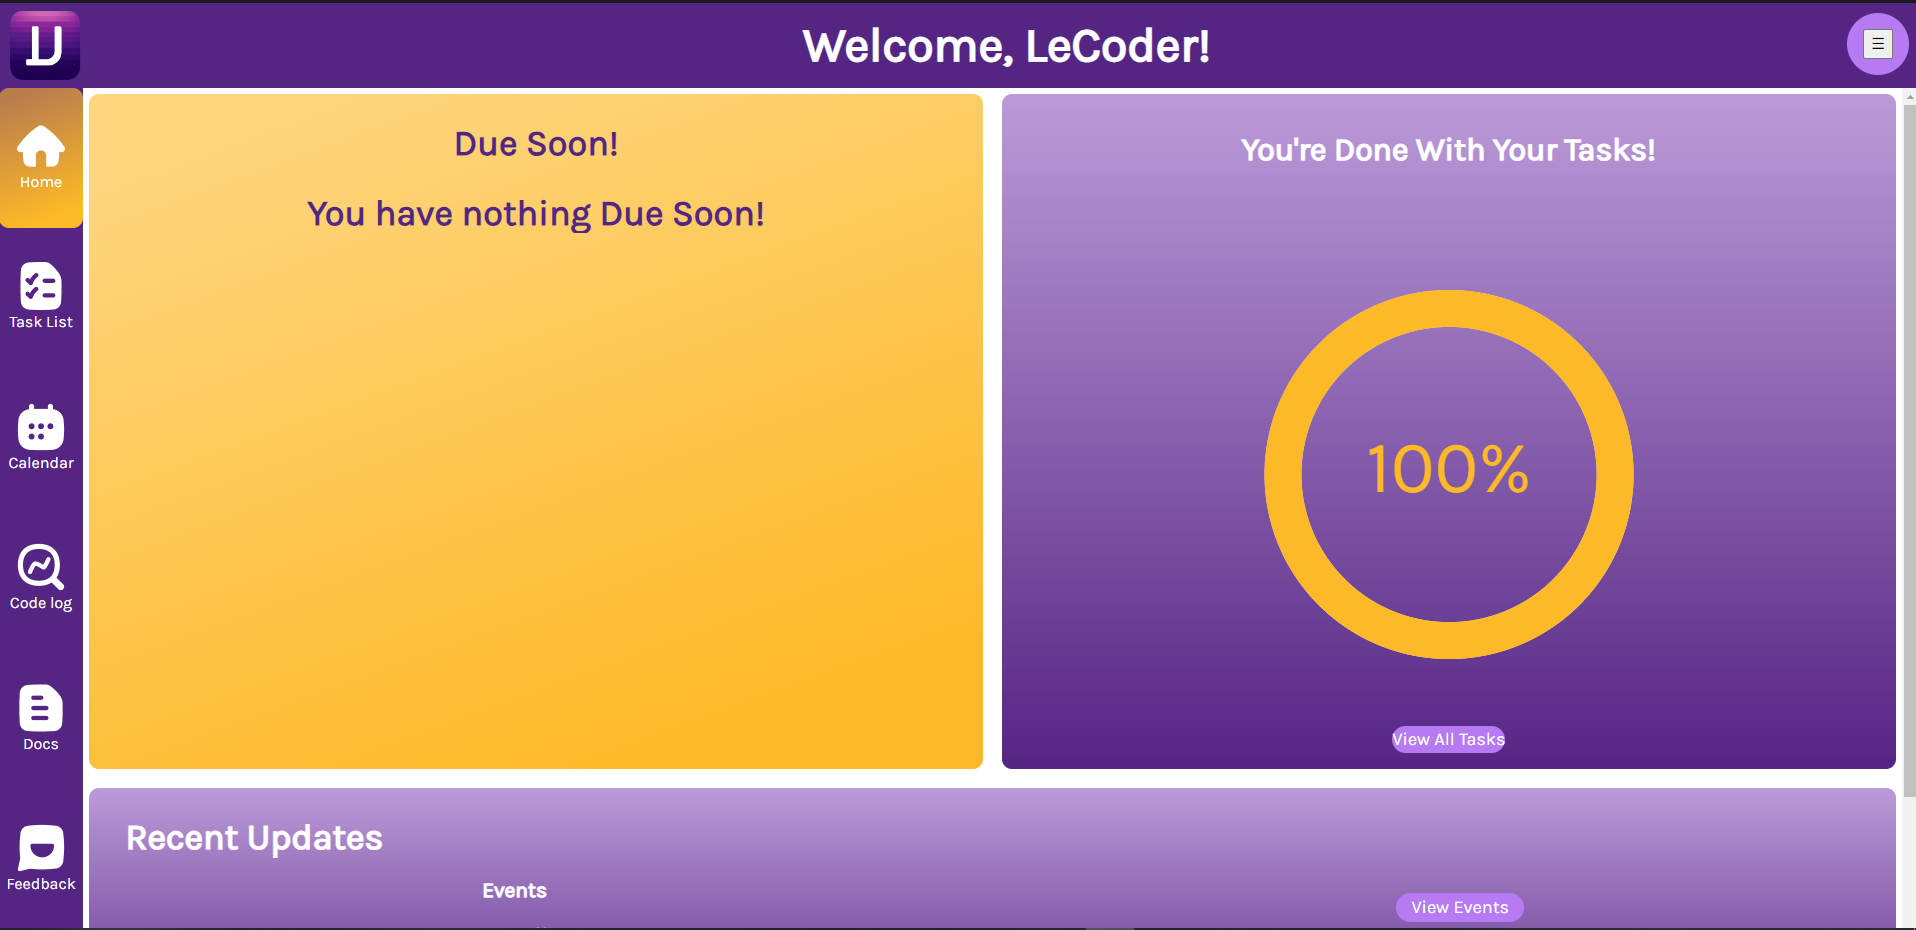 Welcome, LeCoder!
☰
Home
Task List
Calendar
Code log
Docs
Feedback
Due Soon!
You have nothing Due Soon!
You're Done With Your Tasks!
100%
View All Tasks
Recent Updates
Events
View Events